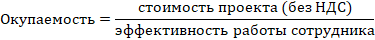 Окупаемость = стоимость проекта (без НДС)
эффективность работы сотрудника